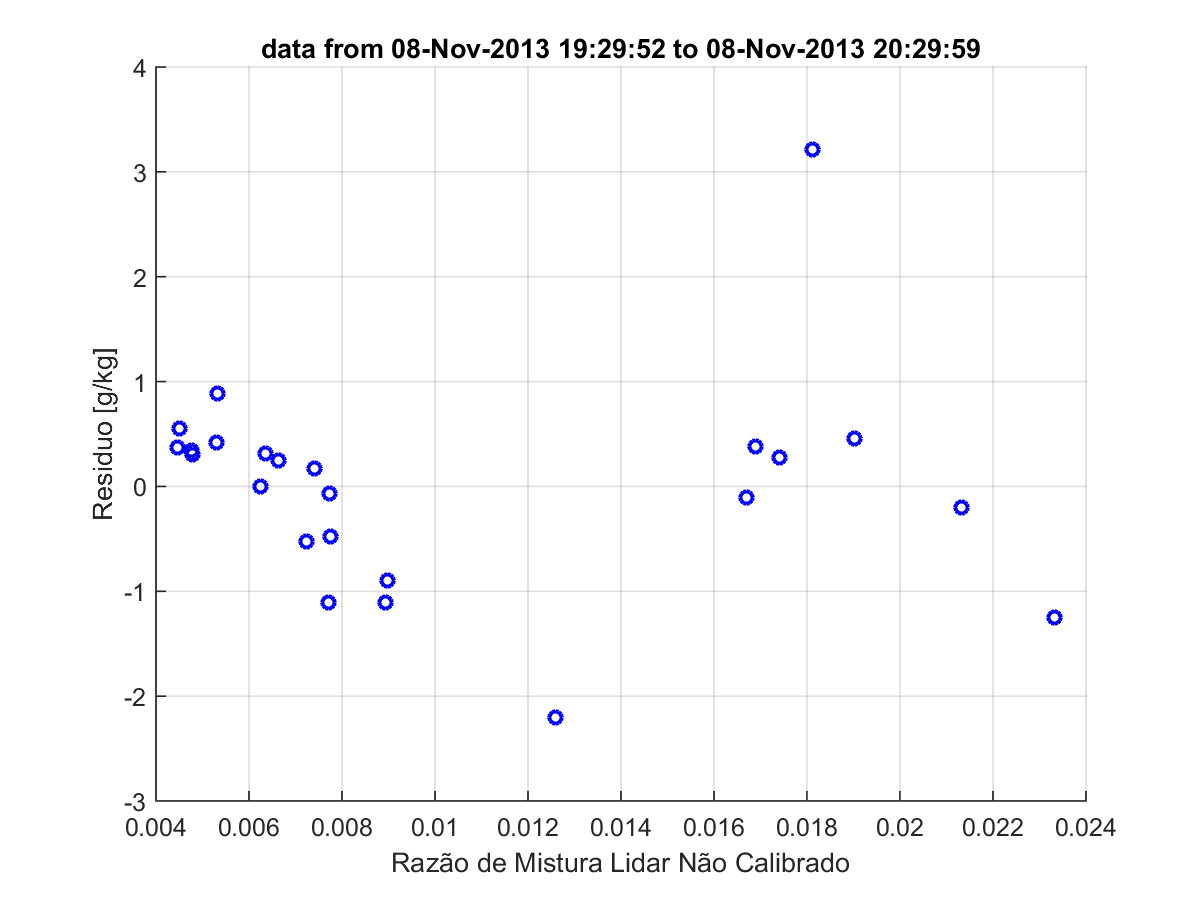 data from 08-Nov-2013 19:29:52 to 08-Nov-2013 20:29:59
4
3
2
1
0
-1
-2
-3
Residuo [g/kg]
0.004 0.006 0.008 0.01 0.012 0.014 0.016 0.018 0.02 0.022 0.024
Razão de Mistura Lidar Não Calibrado